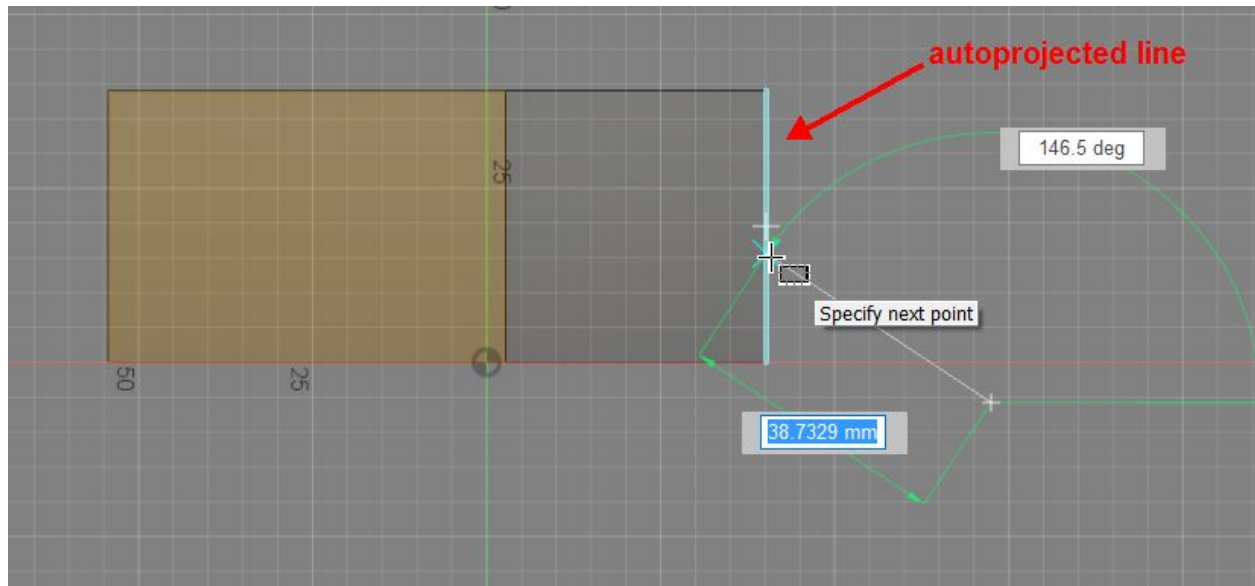 autoprojected line
146.5 deg
25
Specify next point
50
25
38.7329 mm